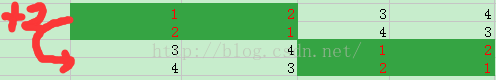 +2
1 2 3 4
2 1 4 3
http://blog.csdn.net/
3 4 1 2
4 3 2 1